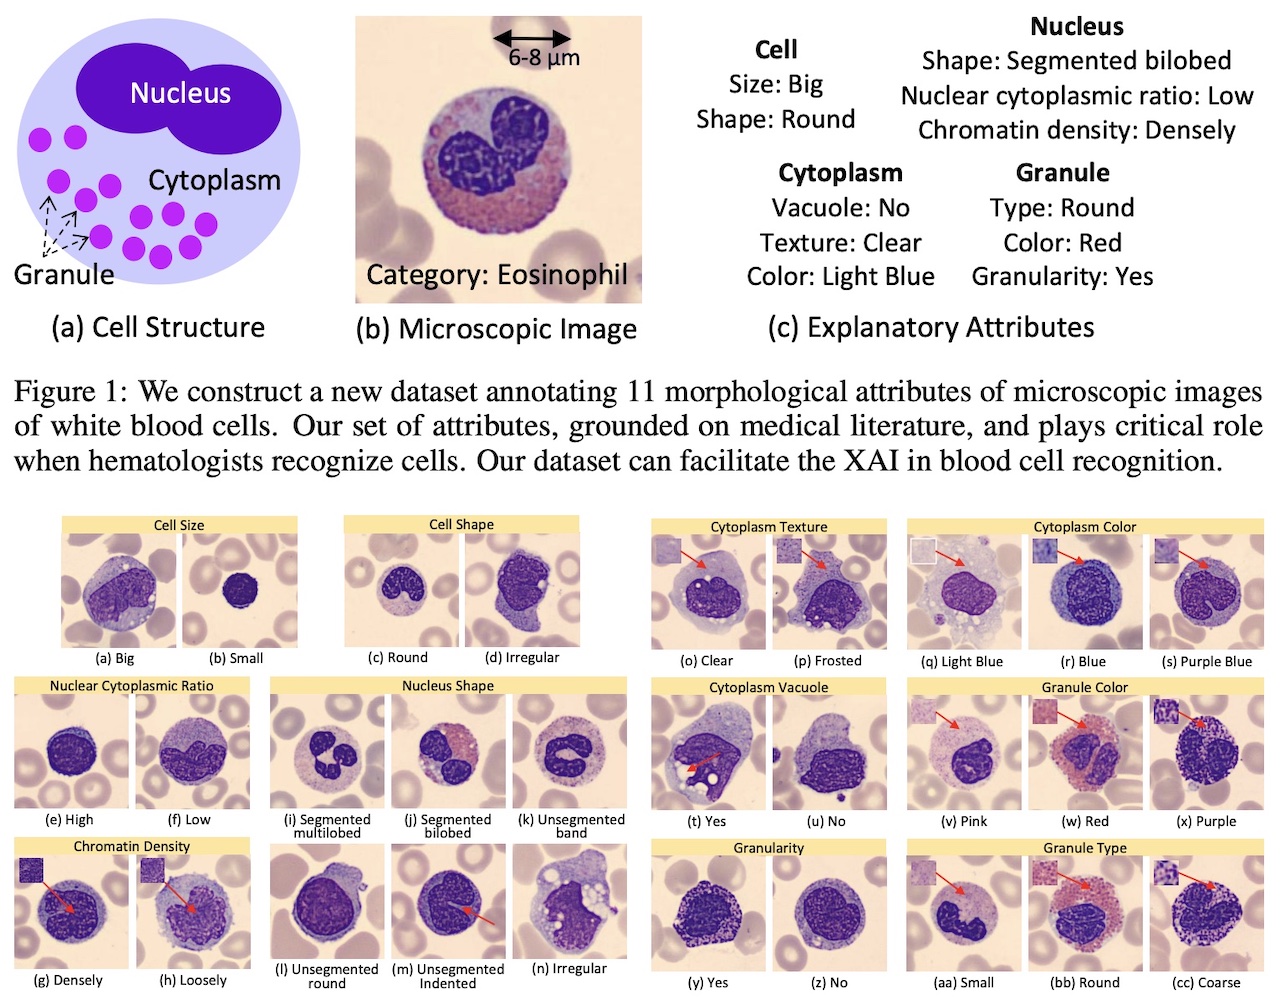 Nucleus
Cytoplasm
Granule
(a) Cell Structure
6-8 µm
Category: Eosinophil
(b) Microscopic Image
Cell
Size: Big
Shape: Round
Nucleus
Shape: Segmented bilobed
Nuclear cytoplasmic ratio: Low
Chromatin density: Densely
Cytoplasm
Vacuole: No
Texture: Clear
Color: Light Blue
Granule
Type: Round
Color: Red
Granularity: Yes
(c) Explanatory Attributes
Figure 1: We construct a new dataset annotating 11 morphological attributes of microscopic images
of white blood cells. Our set of attributes, grounded on medical literature, and plays critical role
when hematologists recognize cells. Our dataset can facilitate the XAI in blood cell recognition.
Cell Size
(a) Big
(b) Small
Cell Shape
(c) Round
(d) Irregular
Nuclear Cytoplasmic Ratio
(e) High
(f) Low
Nucleus Shape
(i) Segmented
multilobed
(j) Segmented
bilobed
(k) Unsegmented
band
Chromatin Density
(g) Densely
(h) Loosely
(l) Unsegmented
round
(m) Unsegmented
Indented
(n) Irregular
Cytoplasm Texture
(o) Clear
(p) Frosted
Cytoplasm Color
(q) Light Blue
(r) Blue
(s) Purple Blue
Cytoplasm Vacuole
(t) Yes
(u) No
Granule Color
(v) Pink
(w) Red
(x) Purple
Granularity
(y) Yes
(z) No
Granule Type
(aa) Small
(bb) Round
(cc) Coarse